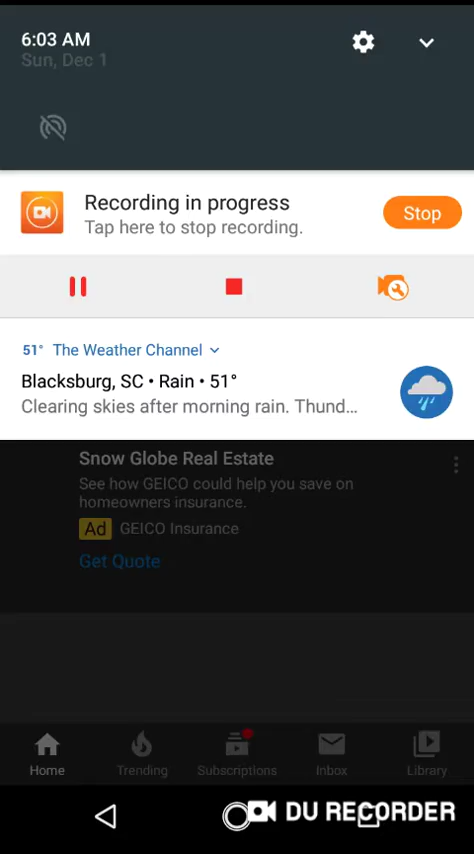 6:03 AM
Sun, Dec 1
Recording in progress
Tap here to stop recording.
Stop
51° The Weather Channel
Blacksburg, SC • Rain • 51°
Clearing skies after morning rain. Thund...
Snow Globe Real Estate
See how GEICO could help you save on
homeowners insurance.
Ad GEICO Insurance
Get Quote
Home Trending Subscriptions Inbox Library
DU RECORDER